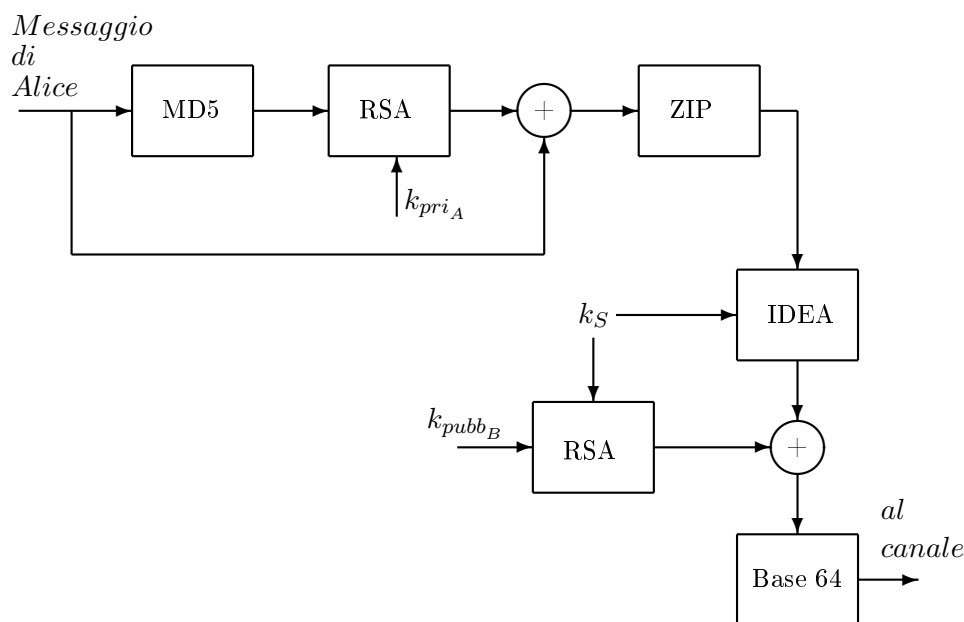 Messaggio
di
Alice
MD5
RSA
+
ZIP
k_{pri_A}
k_S
IDEA
k_{pubb_B}
RSA
+
al
canale
Base 64